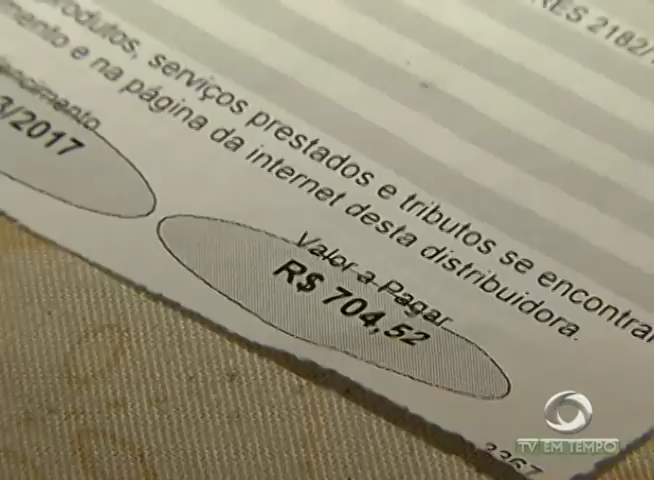 RES 2182/
produtos, serviços prestados e tributos se encontra
mento e na página da internet desta distribuidora.
encimento
3/2017
Valor a Pagar
R$ 704,52
3367
TV EM TEMPO